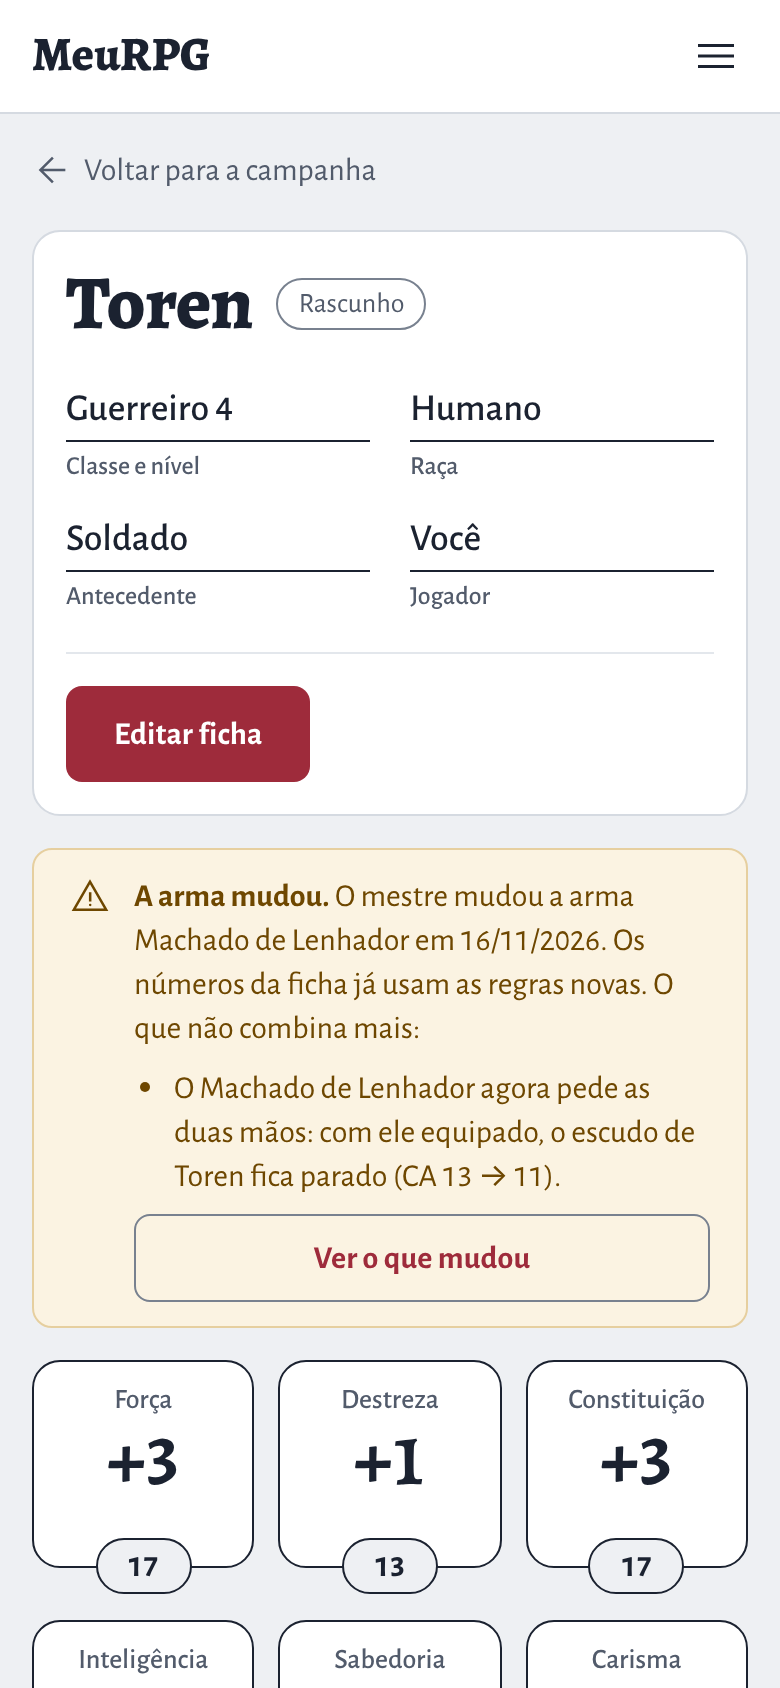 MeuRPG
← Voltar para a campanha
Toren
Rascunho
Guerreiro 4
Classe e nível
Humano
Raça
Soldado
Antecedente
Você
Jogador
Editar ficha
A arma mudou. O mestre mudou a arma
Machado de Lenhador em 16/11/2026. Os
números da ficha já usam as regras novas. O
que não combina mais:
• O Machado de Lenhador agora pede as
duas mãos: com ele equipado, o escudo de
Toren fica parado (CA 13 → 11).
Ver o que mudou
Força
+3
17
Destreza
+1
13
Constituição
+3
17
Inteligência
Sabedoria
Carisma